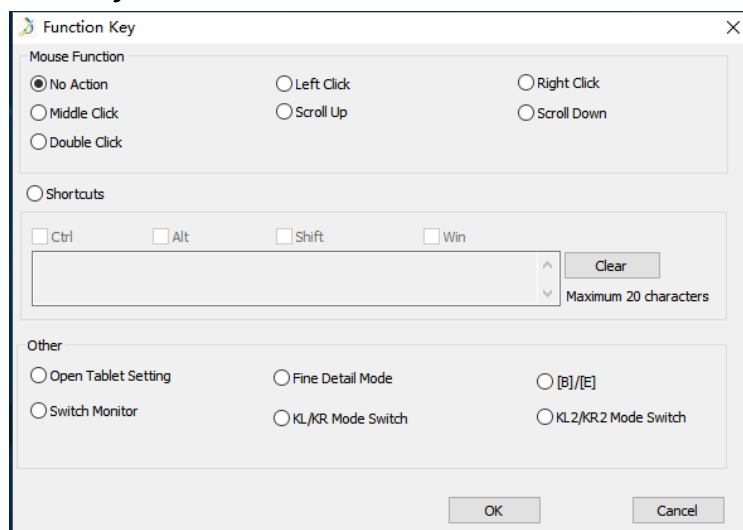 Function Key
Mouse Function
No Action Left Click Right Click
Middle Click Scroll Up Scroll Down
Double Click
Shortcuts
Ctrl Alt Shift Win
Clear
Maximum 20 characters
Other
Open Tablet Setting Fine Detail Mode [B]/[E]
Switch Monitor KL/KR Mode Switch KL2/KR2 Mode Switch
OK Cancel